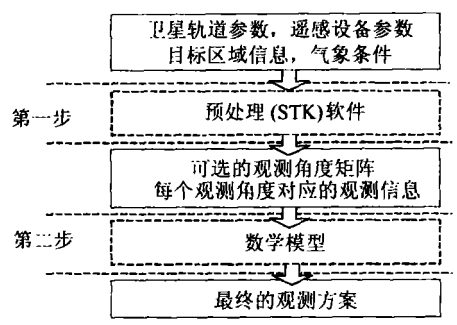 卫星轨道参数，遥感设备参数
目标区域信息，气象条件
第一步
预处理(STK)软件
可选的观测角度矩阵
每个观测角度对应的观测信息
第二步
数学模型
最终的观测方案